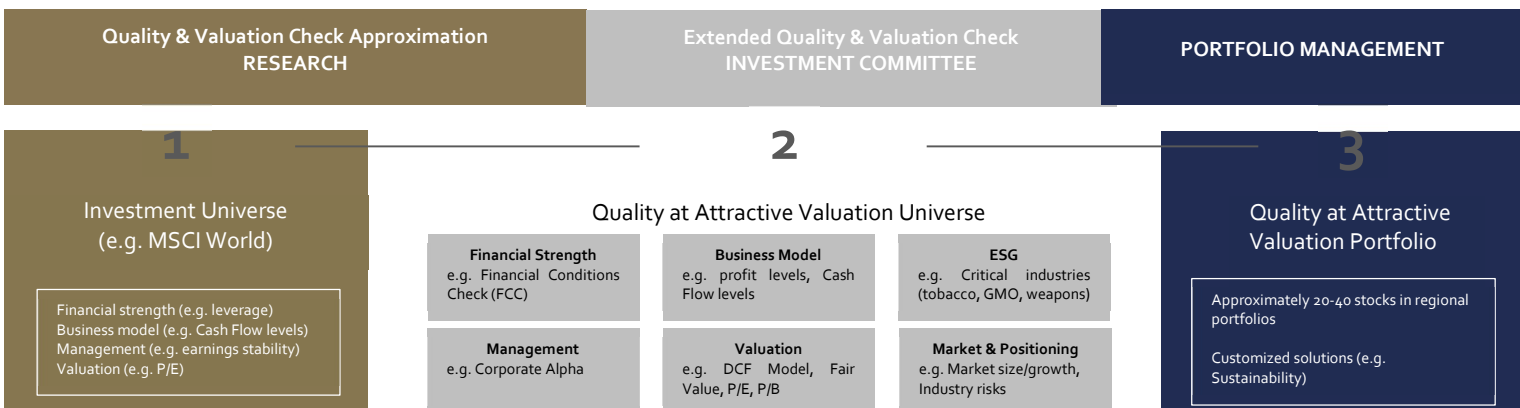 Quality & Valuation Check Approximation
RESEARCH
Extended Quality & Valuation Check
INVESTMENT COMMITTEE
PORTFOLIO MANAGEMENT
1
2
3
Investment Universe
(e.g. MSCI World)
Financial strength (e.g. leverage)
Business model (e.g. Cash Flow levels)
Management (e.g. earnings stability)
Valuation (e.g. P/E)
Quality at Attractive Valuation Universe
Financial Strength
e.g. Financial Conditions
Check (FCC)
Business Model
e.g. profit levels, Cash
Flow levels
ESG
e.g. Critical industries
(tobacco, GMO, weapons)
Management
e.g. Corporate Alpha
Valuation
e.g. DCF Model, Fair
Value, P/E, P/B
Market & Positioning
e.g. Market size/growth,
Industry risks
Quality at Attractive
Valuation Portfolio
Approximately 20-40 stocks in regional
portfolios
Customized solutions (e.g.
Sustainability)